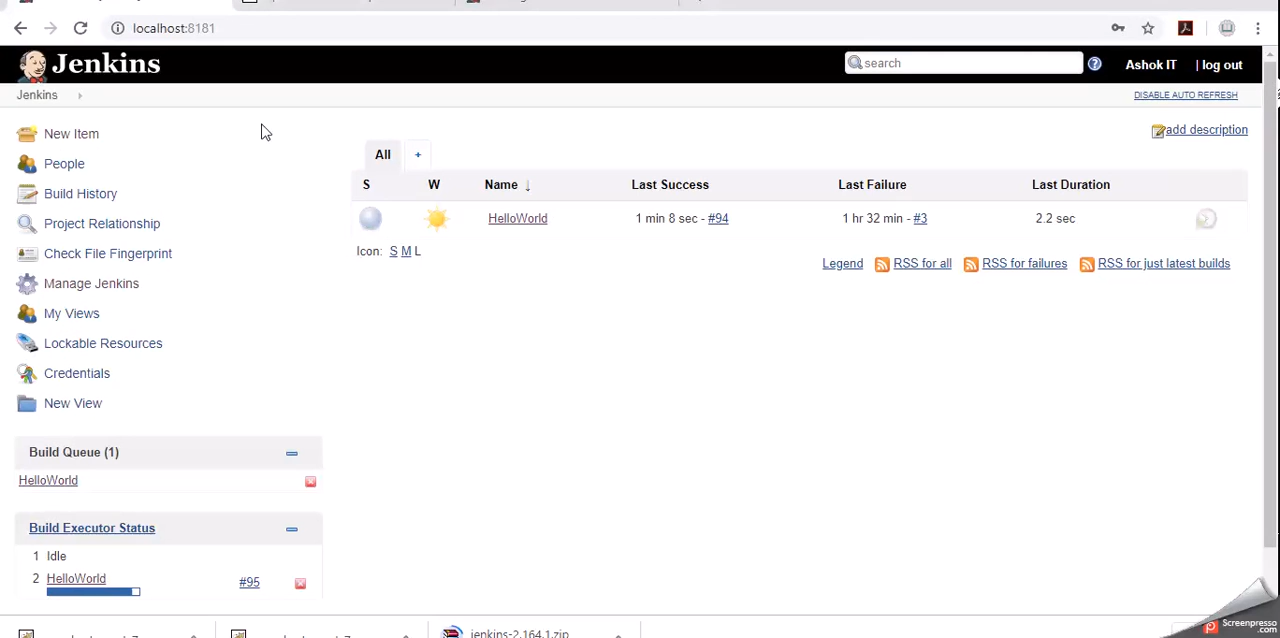 localhost:8181
Jenkins
search
Ashok IT
| log out
Jenkins
DISABLE AUTO REFRESH
New Item
People
Build History
Project Relationship
Check File Fingerprint
Manage Jenkins
My Views
Lockable Resources
Credentials
New View
add description
All +
S W Name ↓ Last Success Last Failure Last Duration
HelloWorld 1 min 8 sec - #94 1 hr 32 min - #3 2.2 sec
Icon: S M L
Legend RSS for all RSS for failures RSS for just latest builds
Build Queue (1)
HelloWorld
Build Executor Status
1 Idle
2 HelloWorld #95
jenkins-2.164.1.zip
Screenpresso
.com